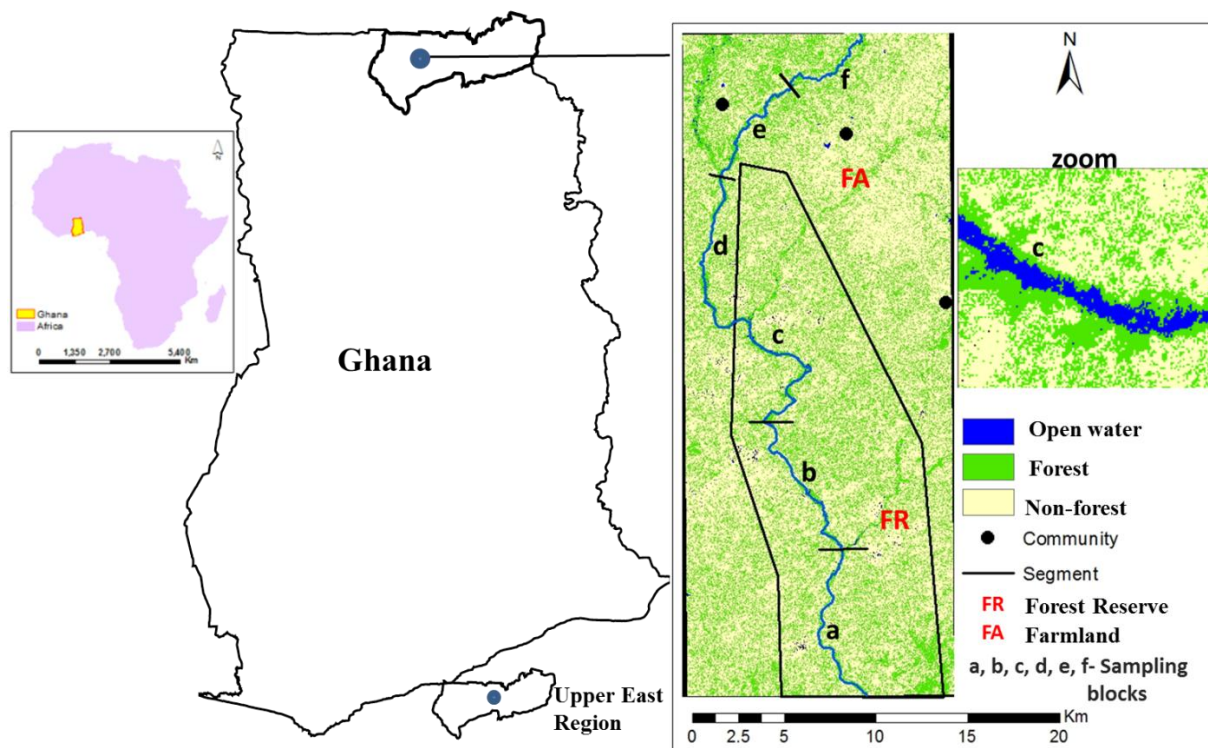 N
Ghana
Africa
0 1,350 2,700 5,400
Km
Ghana
Upper East
Region
f
e
FA
d
c
b
FR
a
N
zoom
c
Open water
Forest
Non-forest
Community
Segment
FR Forest Reserve
FA Farmland
a, b, c, d, e, f- Sampling
blocks
Km
0 2.5 5 10 15 20